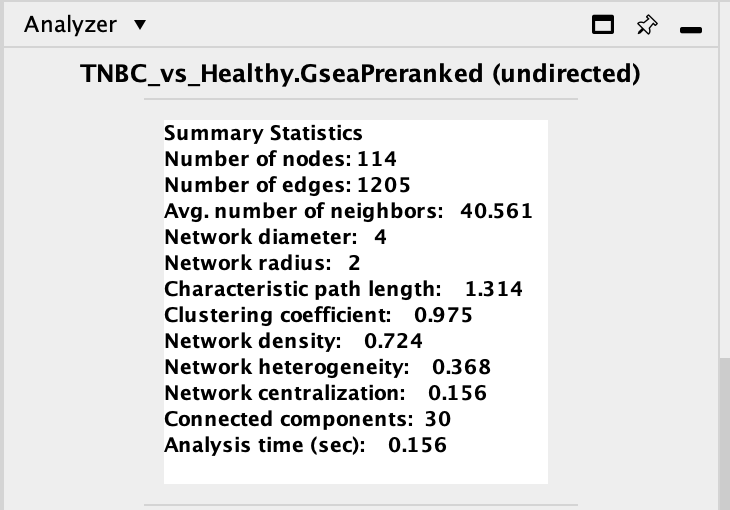 Analyzer ▼
TNBC_vs_Healthy.GseaPreranked (undirected)
Summary Statistics
Number of nodes: 114
Number of edges: 1205
Avg. number of neighbors: 40.561
Network diameter: 4
Network radius: 2
Characteristic path length: 1.314
Clustering coefficient: 0.975
Network density: 0.724
Network heterogeneity: 0.368
Network centralization: 0.156
Connected components: 30
Analysis time (sec): 0.156